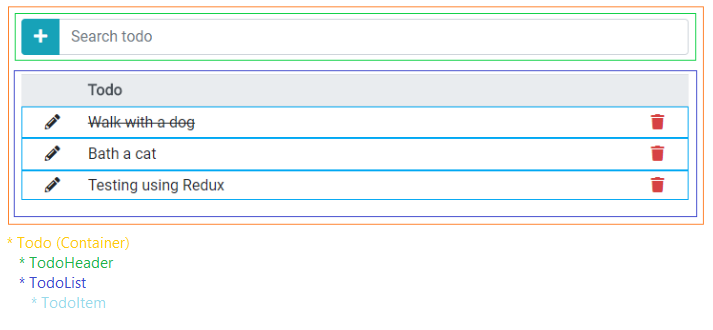 Search todo
Todo
Walk with a dog
Bath a cat
Testing using Redux
* Todo (Container)
* TodoHeader
* TodoList
* TodoItem